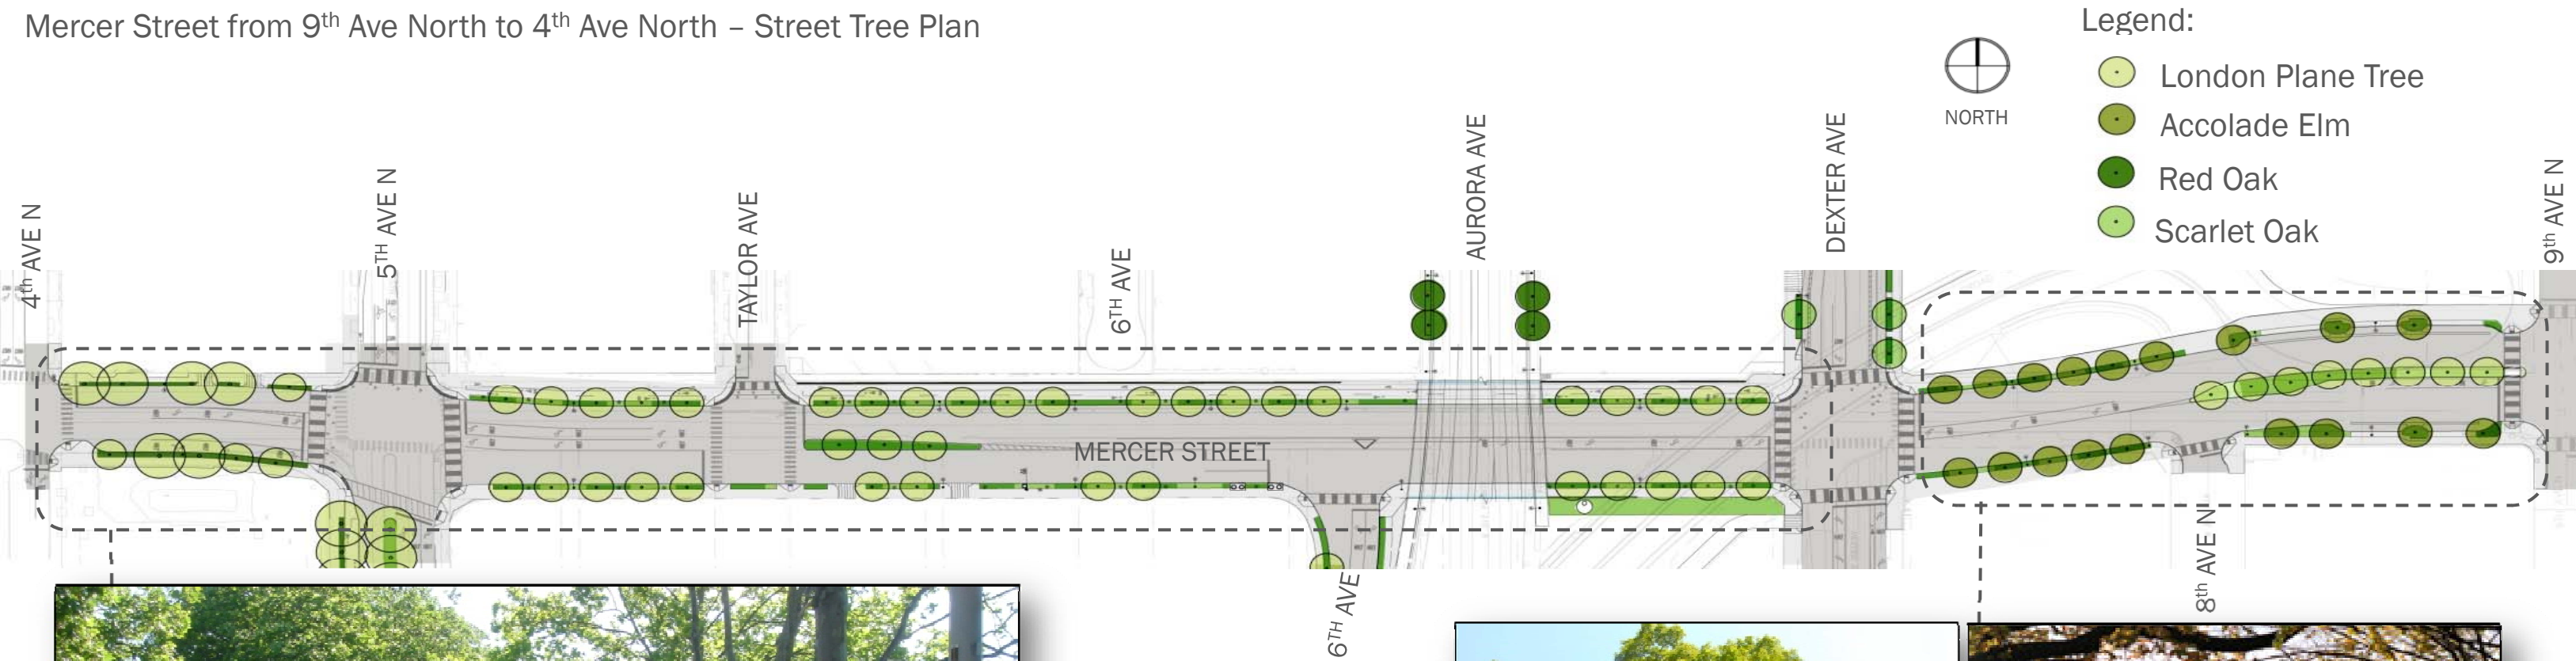 Mercer Street from 9th Ave North to 4th Ave North – Street Tree Plan
Legend:
London Plane Tree
Accolade Elm
Red Oak
Scarlet Oak
NORTH
4th AVE N
5TH AVE N
TAYLOR AVE
6TH AVE
AURORA AVE
DEXTER AVE
9th AVE N
MERCER STREET
6TH AVE
8th AVE N